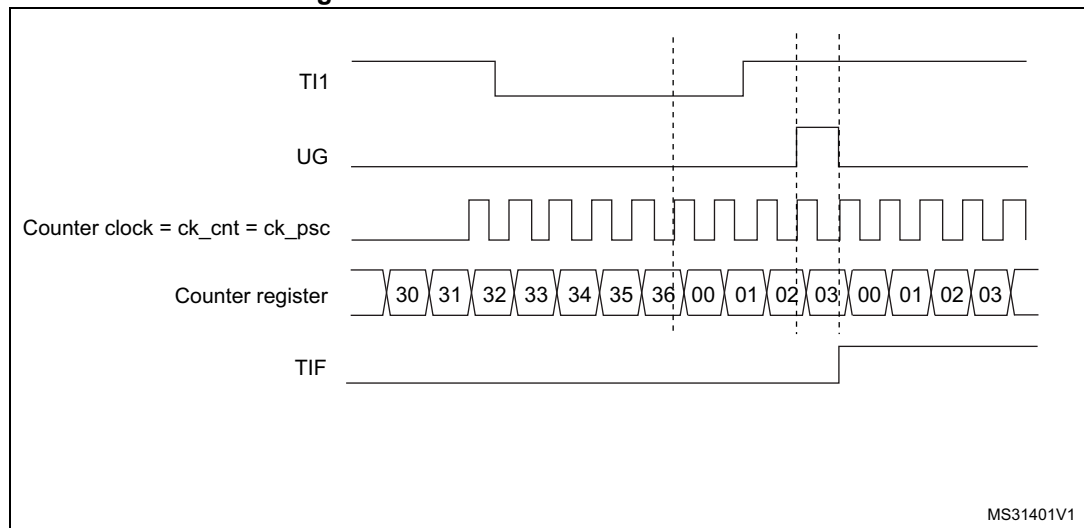 TI1
UG
Counter clock = ck_cnt = ck_psc
Counter register
30 31 32 33 34 35 36 00 01 02 03 00 01 02 03
TIF
MS31401V1